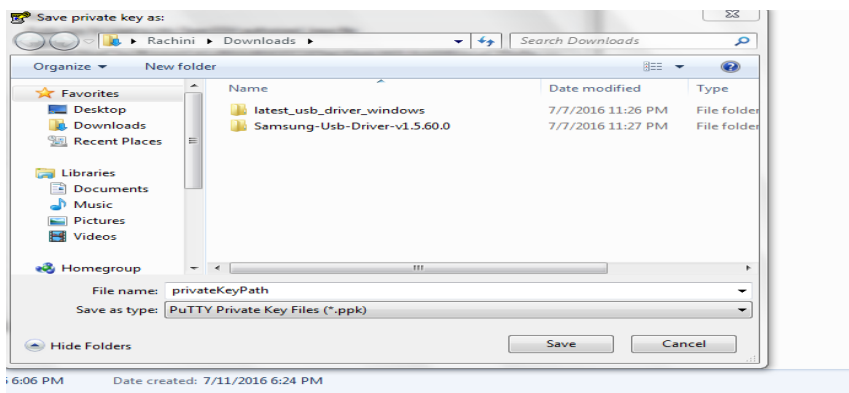 Save private key as:
Rachini Downloads Search Downloads
Organize New folder
Name Date modified Type
Favorites
Desktop latest_usb_driver_windows 7/7/2016 11:26 PM File folder
Downloads Samsung-Usb-Driver-v1.5.60.0 7/7/2016 11:27 PM File folder
Recent Places
Libraries
Documents
Music
Pictures
Videos
Homegroup
File name: privateKeyPath
Save as type: PuTTY Private Key Files (*.ppk)
Hide Folders Save Cancel
6:06 PM Date created: 7/11/2016 6:24 PM